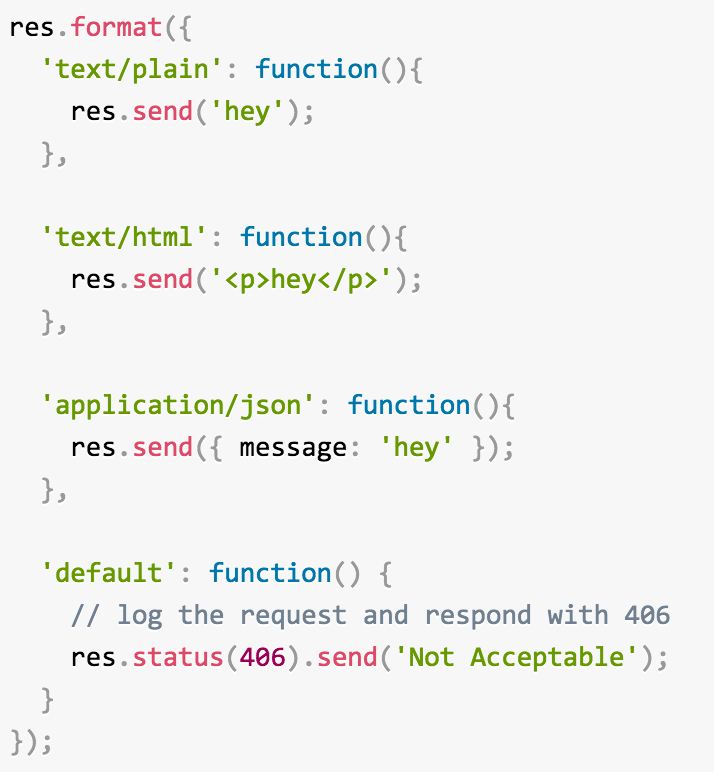 res.format({
  'text/plain': function(){
    res.send('hey');
  },

  'text/html': function(){
    res.send('<p>hey</p>');
  },

  'application/json': function(){
    res.send({ message: 'hey' });
  },

  'default': function() {
    // log the request and respond with 406
    res.status(406).send('Not Acceptable');
  }
});